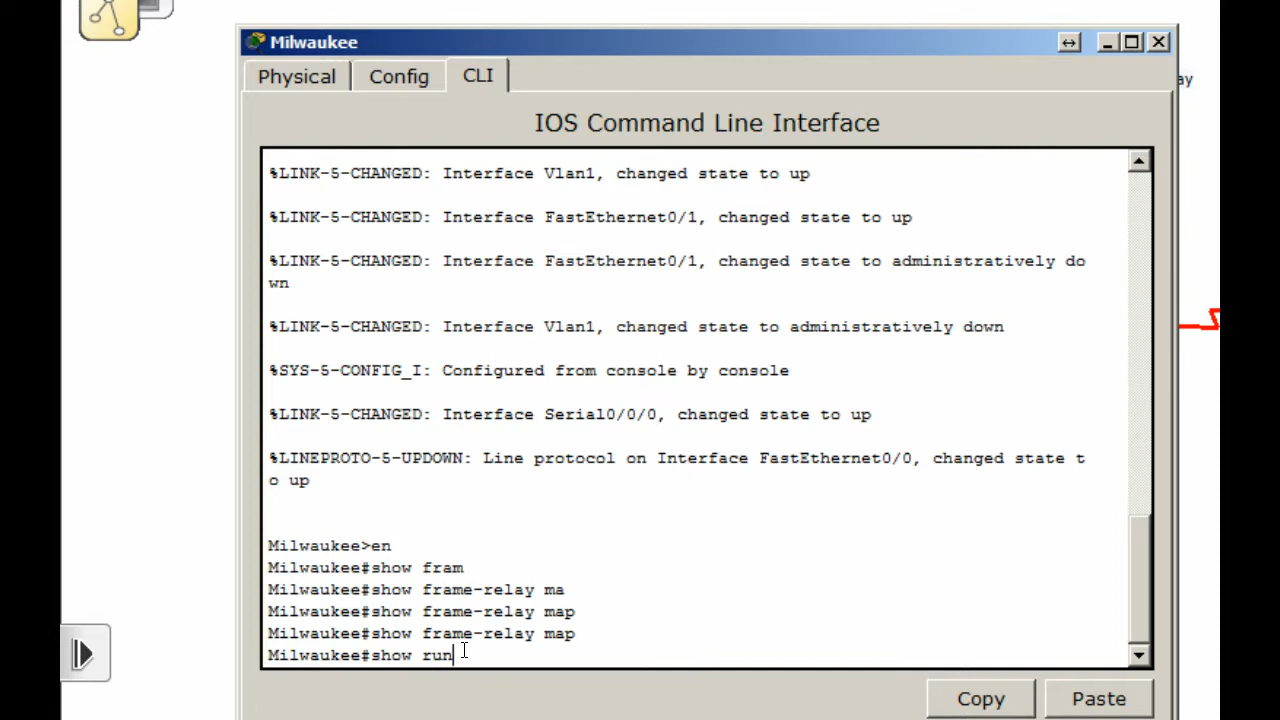 Milwaukee
ay
Physical
Config
CLI
IOS Command Line Interface
%LINK-5-CHANGED: Interface Vlan1, changed state to up
%LINK-5-CHANGED: Interface FastEthernet0/1, changed state to up
%LINK-5-CHANGED: Interface FastEthernet0/1, changed state to administratively do
wn
%LINK-5-CHANGED: Interface Vlan1, changed state to administratively down
%SYS-5-CONFIG_I: Configured from console by console
%LINK-5-CHANGED: Interface Serial0/0/0, changed state to up
%LINEPROTO-5-UPDOWN: Line protocol on Interface FastEthernet0/0, changed state t
o up
Milwaukee>en
Milwaukee#show fram
Milwaukee#show frame-relay ma
Milwaukee#show frame-relay map
Milwaukee#show frame-relay map
Milwaukee#show run
Copy
Paste